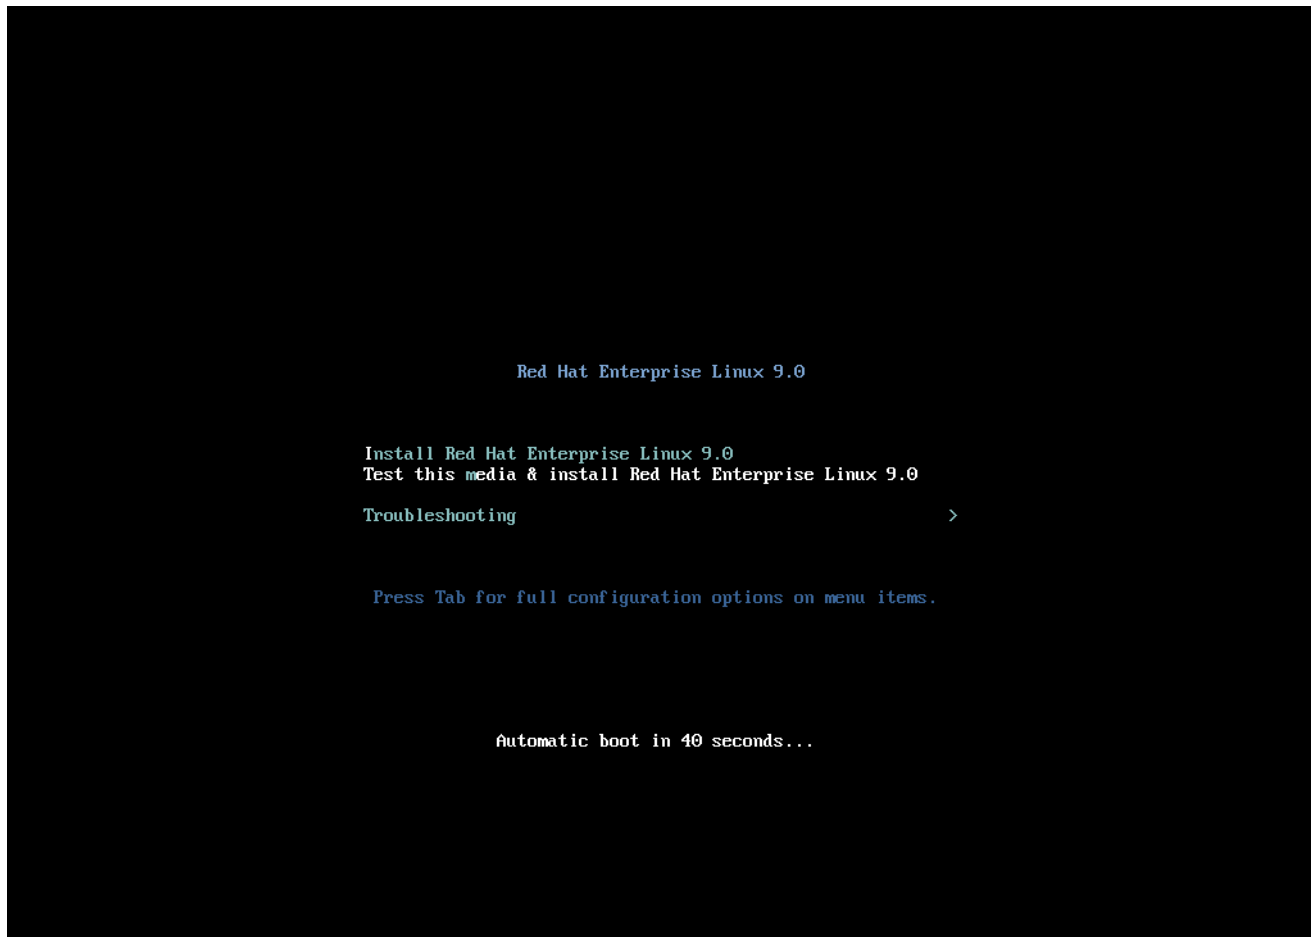 Red Hat Enterprise Linux 9.0
Install Red Hat Enterprise Linux 9.0
Test this media & install Red Hat Enterprise Linux 9.0
Troubleshooting >
Press Tab for full configuration options on menu items.
Automatic boot in 40 seconds...